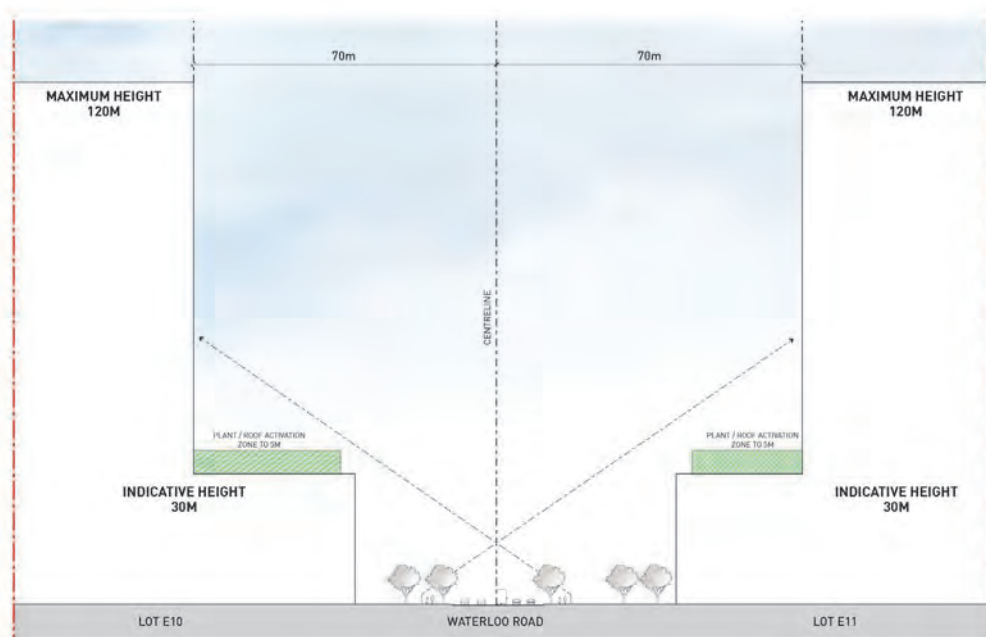 70m
70m
MAXIMUM HEIGHT
120M
MAXIMUM HEIGHT
120M
CENTRELINE
PLANT / ROOF ACTIVATION
ZONE TO 5M
PLANT / ROOF ACTIVATION
ZONE TO 5M
INDICATIVE HEIGHT
30M
INDICATIVE HEIGHT
30M
LOT E10
WATERLOO ROAD
LOT E11